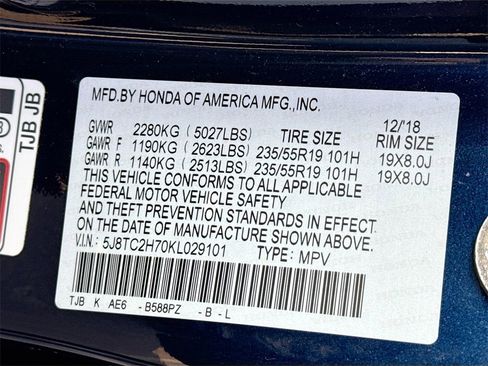 MFD.BY HONDA OF AMERICA MFG.,INC.
12/'18
GVWR 2280KG (5027LBS) TIRE SIZE RIM SIZE
GAWR F 1190KG (2623LBS) 235/55R19 101H 19X8.0J
GAWR R 1140KG (2513LBS) 235/55R19 101H 19X8.0J
THIS VEHICLE CONFORMS TO ALL APPLICABLE
FEDERAL MOTOR VEHICLE SAFETY
AND THEFT PREVENTION STANDARDS IN EFFECT
ON THE DATE OF MANUFACTURE SHOWN ABOVE.
V.I.N.: 5J8TC2H70KL029101 TYPE: MPV
TJB K AE6 -B588PZ -B-L
TJB JB